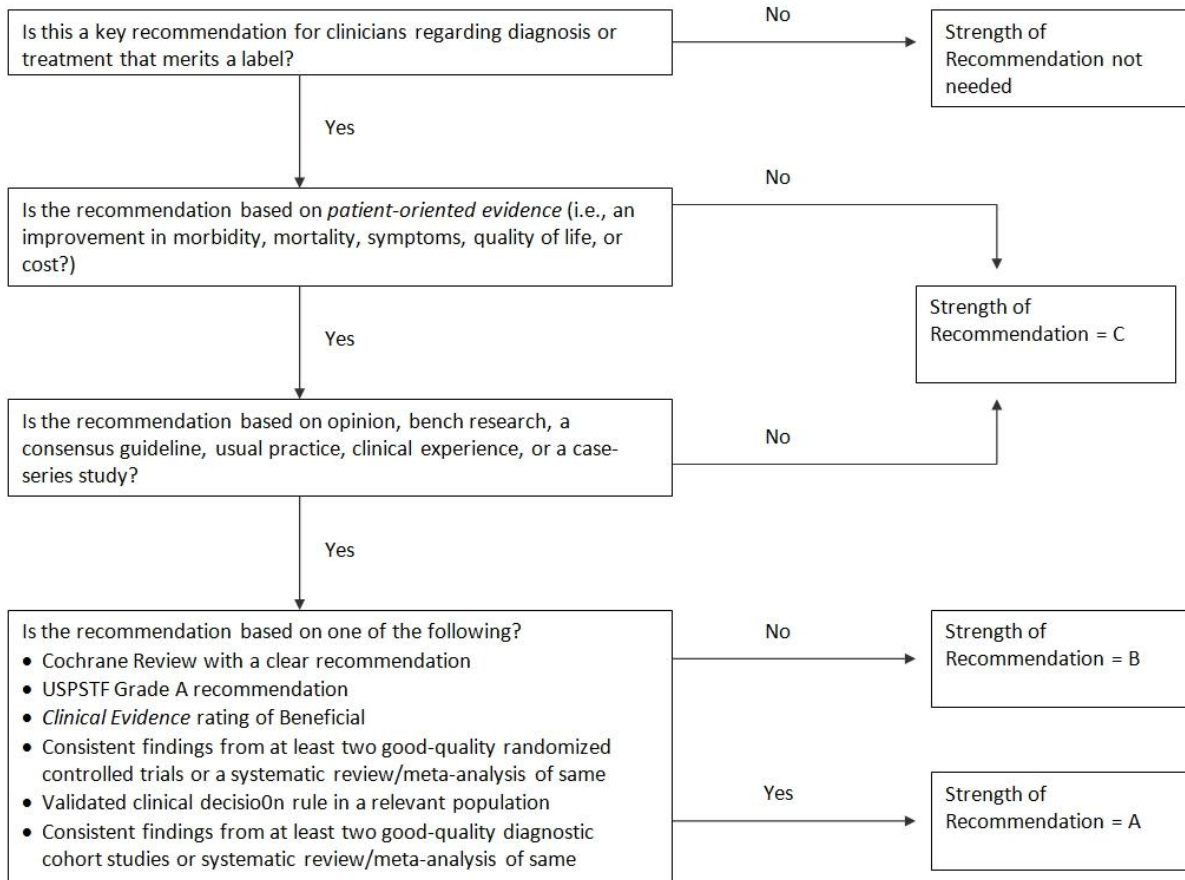 Is this a key recommendation for clinicians regarding diagnosis or
treatment that merits a label?
No
Strength of
Recommendation not
needed
Yes
Is the recommendation based on patient-oriented evidence (i.e., an
improvement in morbidity, mortality, symptoms, quality of life, or
cost?)
No
Strength of
Recommendation = C
Yes
Is the recommendation based on opinion, bench research, a
consensus guideline, usual practice, clinical experience, or a case-
series study?
No
Yes
Is the recommendation based on one of the following?
• Cochrane Review with a clear recommendation
• USPSTF Grade A recommendation
• Clinical Evidence rating of Beneficial
• Consistent findings from at least two good-quality randomized
controlled trials or a systematic review/meta-analysis of same
• Validated clinical decisio0n rule in a relevant population
• Consistent findings from at least two good-quality diagnostic
cohort studies or systematic review/meta-analysis of same
No
Strength of
Recommendation = B
Yes
Strength of
Recommendation = A